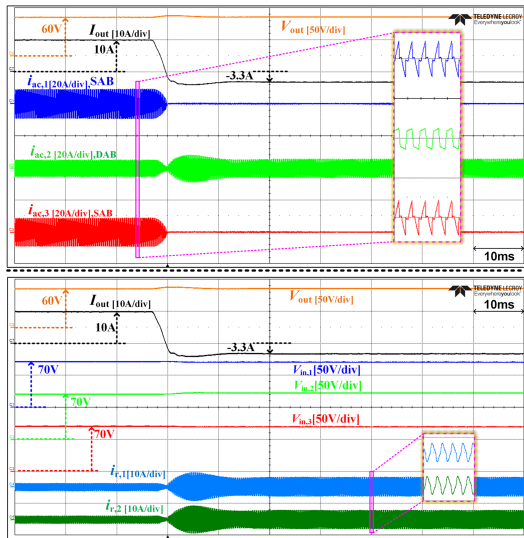 TELEDYNE LECROY
Everywhereyoulook
Iout [10A/div]
60V
10A
Vout [50V/div]
-3.3A
iac,1[20A/div],SAB
iac,2 [20A/div],DAB
iac,3 [20A/div],SAB
10ms
TELEDYNE LECROY
Everywhereyoulook
10ms
60V
Iout [10A/div]
Vout [50V/div]
10A
-3.3A
70V
Vin,1[50V/div]
70V
Vin,2[50V/div]
70V
Vin,3[50V/div]
ir,1[10A/div]
ir,2 [10A/div]